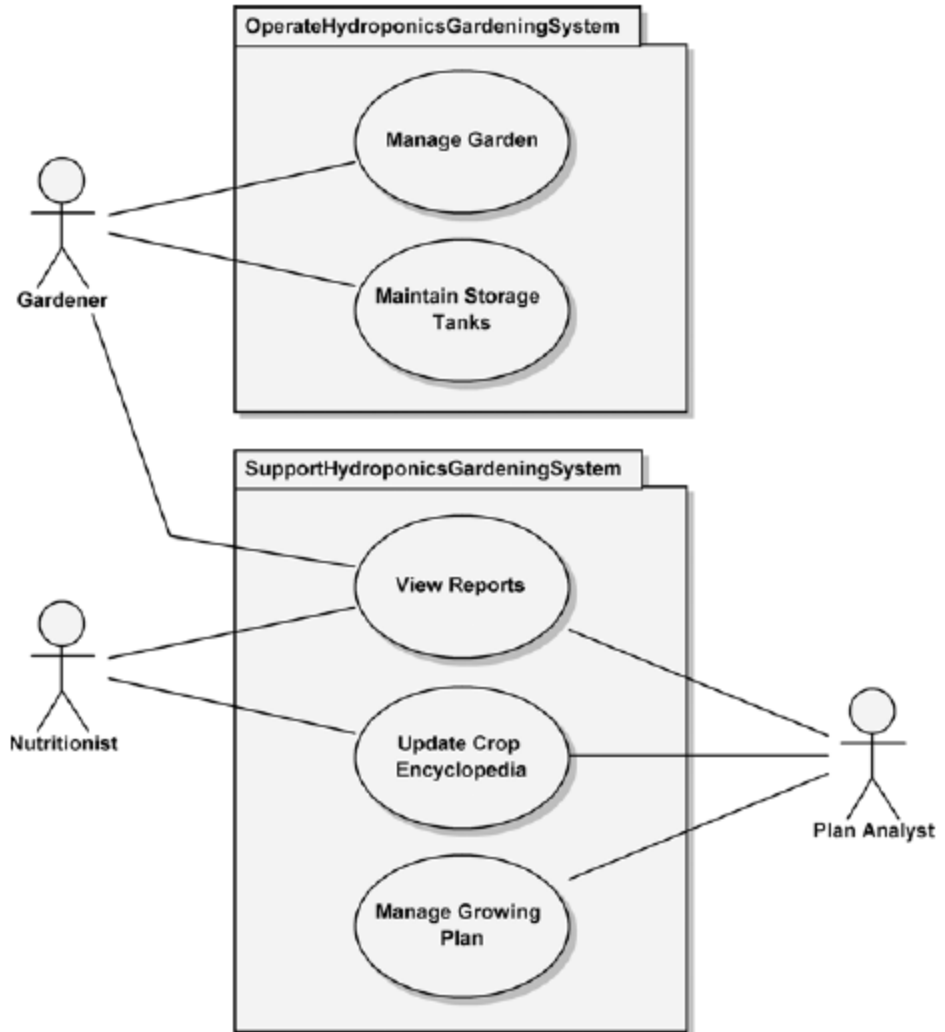 OperateHydroponicsGardeningSystem
Manage Garden
Gardener
Maintain Storage
Tanks
SupportHydroponicsGardeningSystem
View Reports
Nutritionist
Update Crop
Encyclopedia
Plan Analyst
Manage Growing
Plan